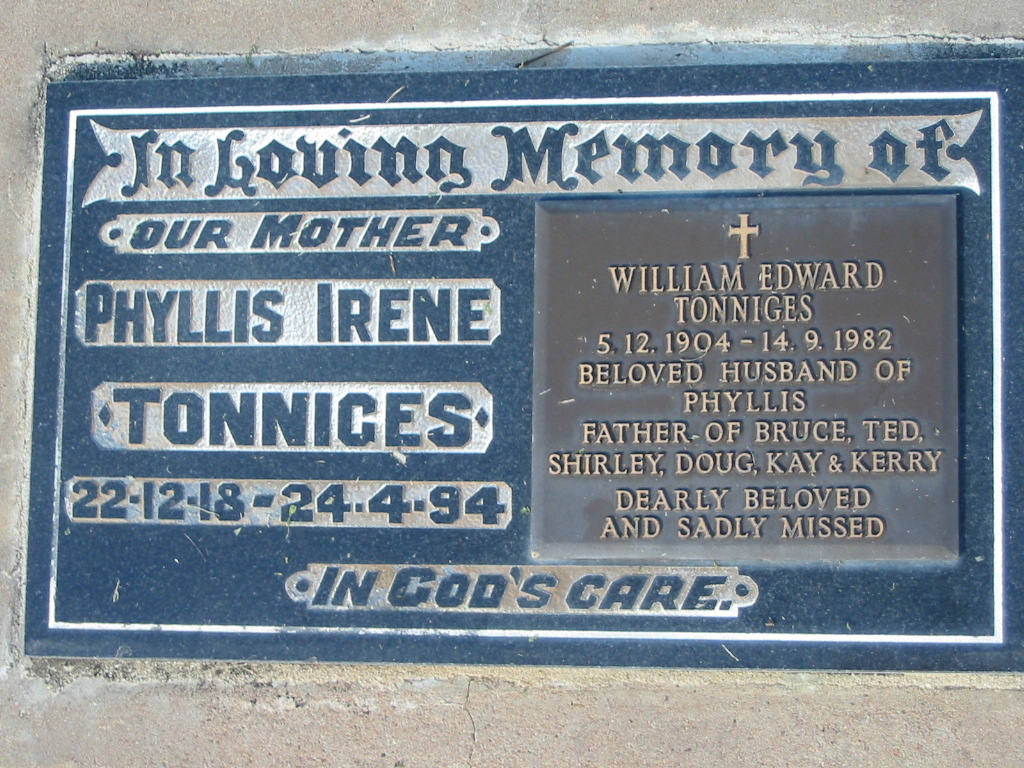 In Loving Memory of
OUR MOTHER
PHYLLIS IRENE
TONNIGES
22-12-18-24-4-94
WILLIAM EDWARD
TONNIGES
5.12.1904 - 14.9.1982
BELOVED HUSBAND OF
PHYLLIS
FATHER OF BRUCE, TED,
SHIRLEY, DOUG, KAY & KERRY
DEARLY BELOVED
AND SADLY MISSED
IN GOD'S CARE.